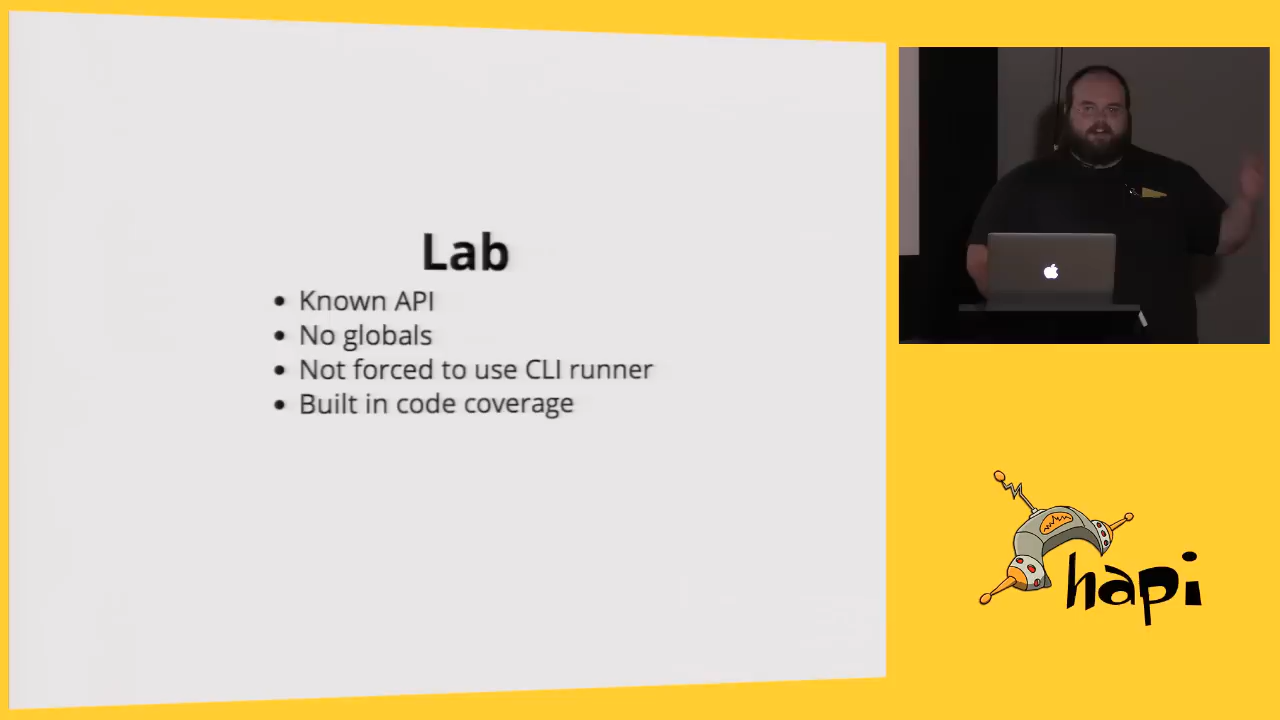 Lab
• Known API
• No globals
• Not forced to use CLI runner
• Built in code coverage
hapi